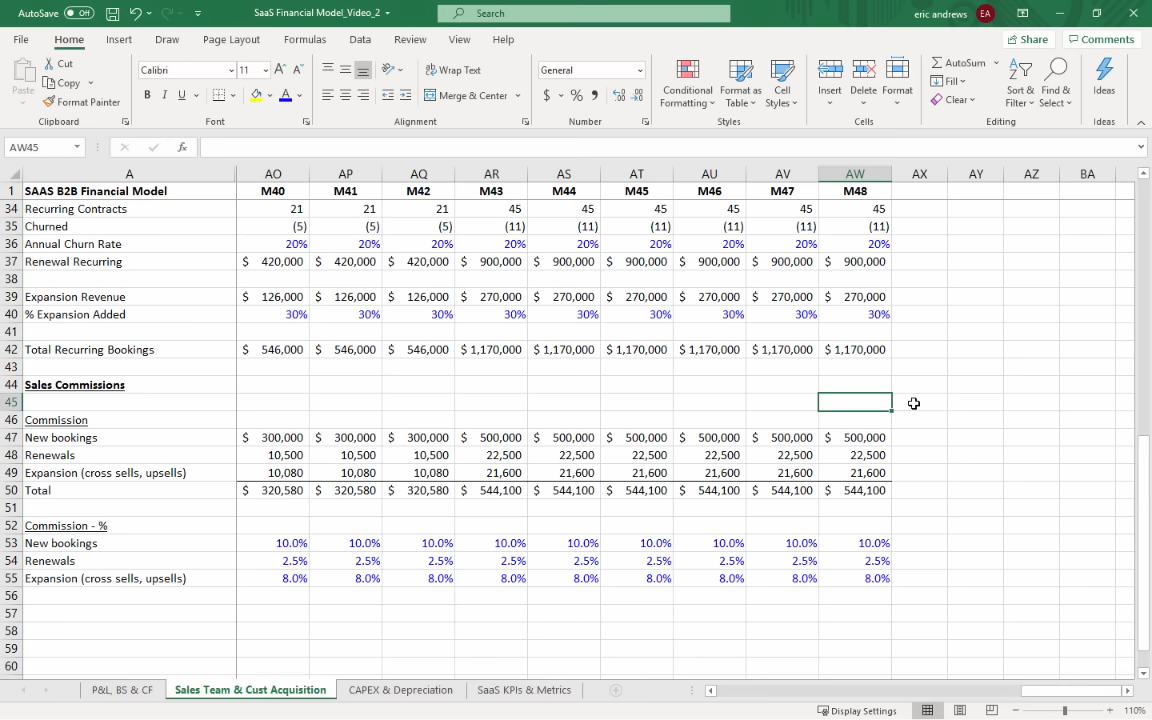 AutoSave Off SaaS Financial Model_Video_2 Search eric andrews EA
File Home Insert Draw Page Layout Formulas Data Review View Help Share Comments
Paste Cut Copy Format Painter Clipboard
Calibri 11 A A B I U A Font
Wrap Text Merge & Center Alignment
General $ % , Number
Conditional Formatting Format as Table Cell Styles Styles
Insert Delete Format Cells
AutoSum Fill Clear Sort & Filter Find & Select Editing
Ideas Ideas
AW45 fx
A AO AP AQ AR AS AT AU AV AW AX AY AZ BA
1 SAAS B2B Financial Model M40 M41 M42 M43 M44 M45 M46 M47 M48
34 Recurring Contracts 21 21 21 45 45 45 45 45 45
35 Churned (5) (5) (5) (11) (11) (11) (11) (11) (11)
36 Annual Churn Rate 20% 20% 20% 20% 20% 20% 20% 20% 20%
37 Renewal Recurring $ 420,000 $ 420,000 $ 420,000 $ 900,000 $ 900,000 $ 900,000 $ 900,000 $ 900,000 $ 900,000
38
39 Expansion Revenue $ 126,000 $ 126,000 $ 126,000 $ 270,000 $ 270,000 $ 270,000 $ 270,000 $ 270,000 $ 270,000
40 % Expansion Added 30% 30% 30% 30% 30% 30% 30% 30% 30%
41
42 Total Recurring Bookings $ 546,000 $ 546,000 $ 546,000 $ 1,170,000 $ 1,170,000 $ 1,170,000 $ 1,170,000 $ 1,170,000 $ 1,170,000
43
44 Sales Commissions
45
46 Commission
47 New bookings $ 300,000 $ 300,000 $ 300,000 $ 500,000 $ 500,000 $ 500,000 $ 500,000 $ 500,000 $ 500,000
48 Renewals 10,500 10,500 10,500 22,500 22,500 22,500 22,500 22,500 22,500
49 Expansion (cross sells, upsells) 10,080 10,080 10,080 21,600 21,600 21,600 21,600 21,600 21,600
50 Total $ 320,580 $ 320,580 $ 320,580 $ 544,100 $ 544,100 $ 544,100 $ 544,100 $ 544,100 $ 544,100
51
52 Commission - %
53 New bookings 10.0% 10.0% 10.0% 10.0% 10.0% 10.0% 10.0% 10.0% 10.0%
54 Renewals 2.5% 2.5% 2.5% 2.5% 2.5% 2.5% 2.5% 2.5% 2.5%
55 Expansion (cross sells, upsells) 8.0% 8.0% 8.0% 8.0% 8.0% 8.0% 8.0% 8.0% 8.0%
56
57
58
59
60
P&L, BS & CF Sales Team & Cust Acquisition CAPEX & Depreciation SaaS KPIs & Metrics
Display Settings 110%